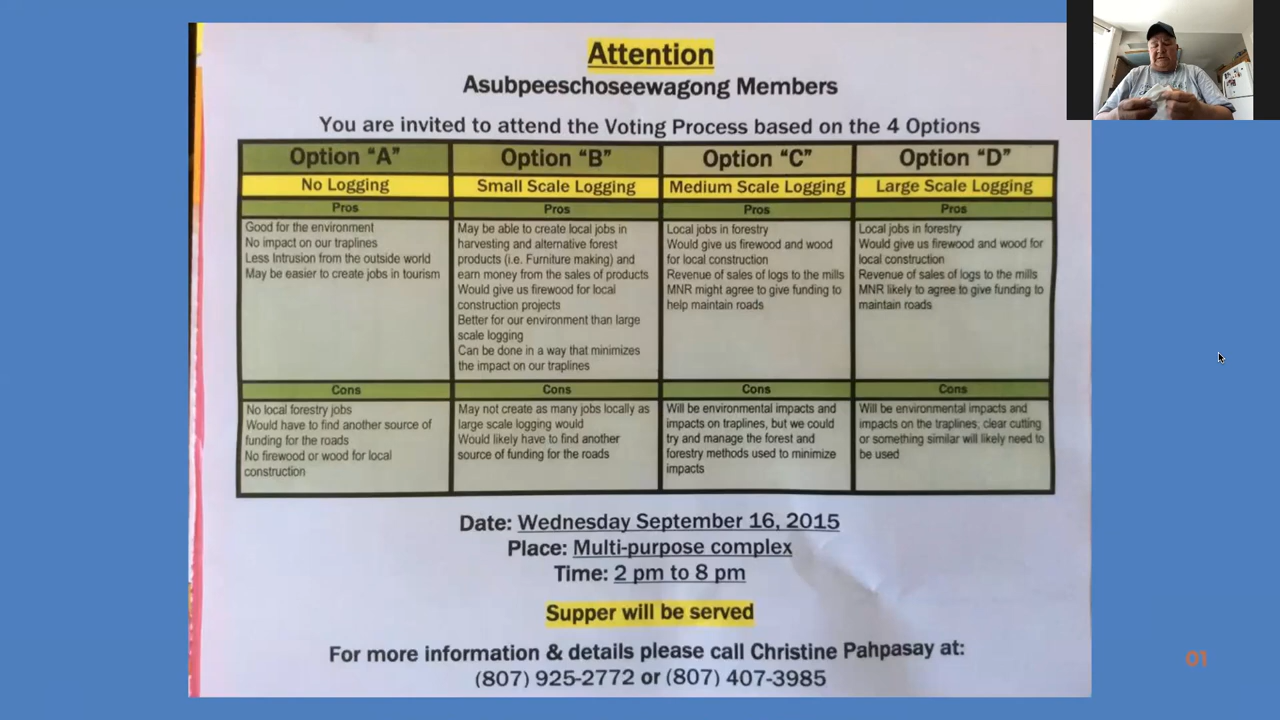 Attention
Asubpeeschoseewagong Members
You are invited to attend the Voting Process based on the 4 Options
Option “A”
No Logging
Pros
Good for the environment
No impact on our traplines
Less Intrusion from the outside world
May be easier to create jobs in tourism
Cons
No local forestry jobs
Would have to find another source of
funding for the roads
No firewood or wood for local
construction
Option “B”
Small Scale Logging
Pros
May be able to create local jobs in
harvesting and alternative forest
products (i.e. Furniture making) and
earn money from the sales of products
Would give us firewood for local
construction projects
Better for our environment than large
scale logging
Can be done in a way that minimizes
the impact on our traplines
Cons
May not create as many jobs locally as
large scale logging would
Would likely have to find another
source of funding for the roads
Option “C”
Medium Scale Logging
Pros
Local jobs in forestry
Would give us firewood and wood
for local construction
Revenue of sales of logs to the mills
MNR might agree to give funding to
help maintain roads
Cons
Will be environmental impacts and
impacts on traplines, but we could
try and manage the forest and
forestry methods used to minimize
impacts
Option “D”
Large Scale Logging
Pros
Local jobs in forestry
Would give us firewood and wood for
local construction
Revenue of sales of logs to the mills
MNR likely to agree to give funding to
maintain roads
Cons
Will be environmental impacts and
impacts on the traplines, clear cutting
or something similar will likely need to
be used
Date: Wednesday September 16, 2015
Place: Multi-purpose complex
Time: 2 pm to 8 pm
Supper will be served
For more information & details please call Christine Pahpasay at:
(807) 925-2772 or (807) 407-3985
01